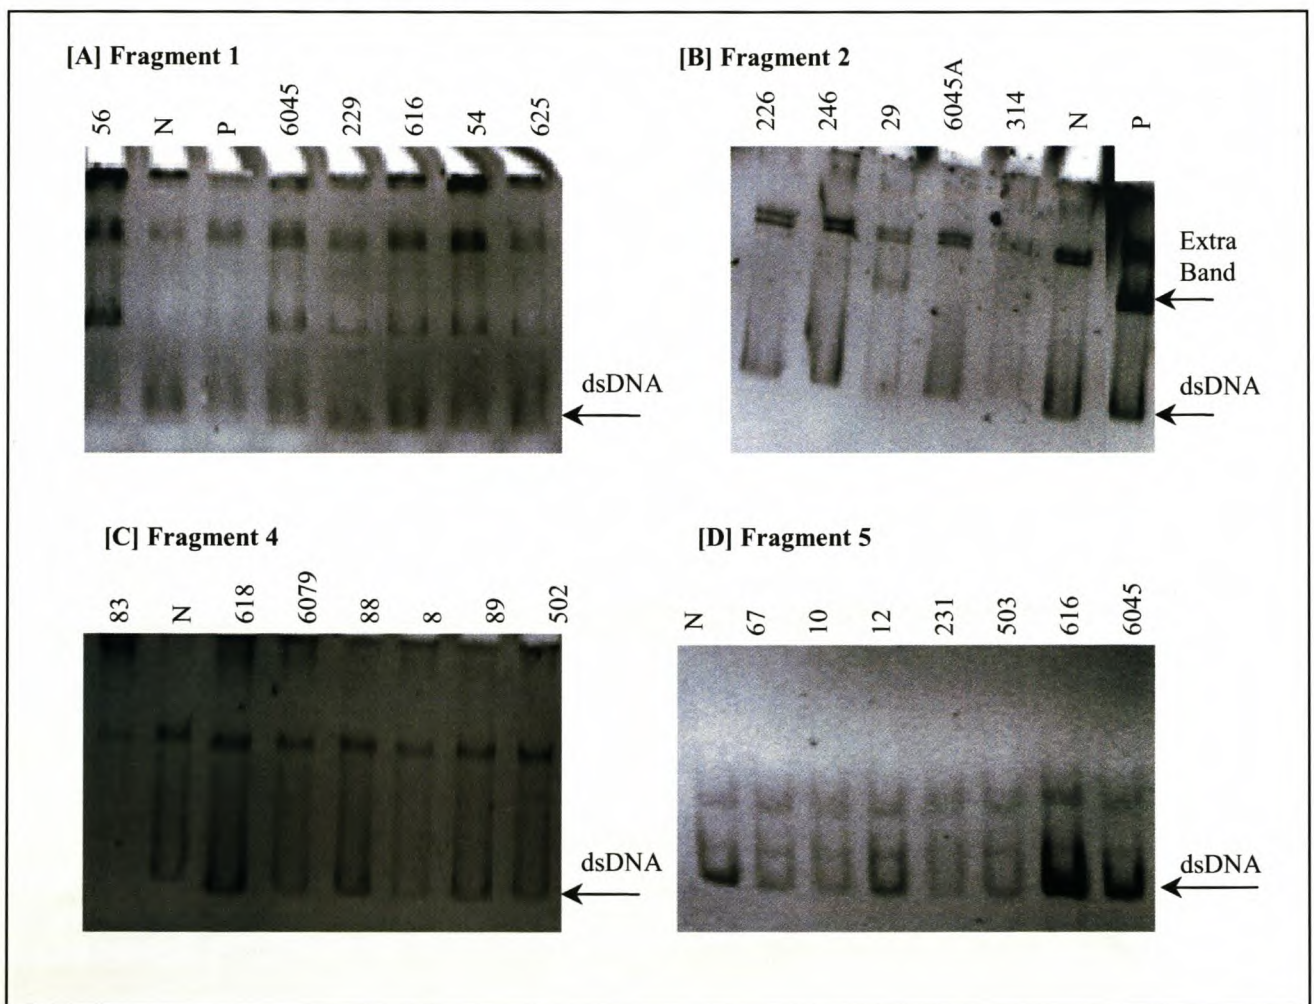 [A] Fragment 1
56 N P 6045 229 616 54 625
dsDNA
[B] Fragment 2
226 246 29 6045A 314 N P
Extra
Band
dsDNA
[C] Fragment 4
83 N 618 6079 88 8 89 502
dsDNA
[D] Fragment 5
N 67 10 12 231 503 616 6045
dsDNA